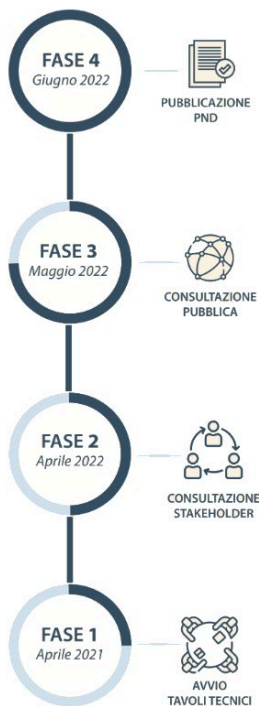 FASE 4
Giugno 2022
PUBBLICAZIONE
PND
FASE 3
Maggio 2022
CONSULTAZIONE
PUBBLICA
FASE 2
Aprile 2022
CONSULTAZIONE
STAKEHOLDER
FASE 1
Aprile 2021
AVVIO
TAVOLI TECNICI